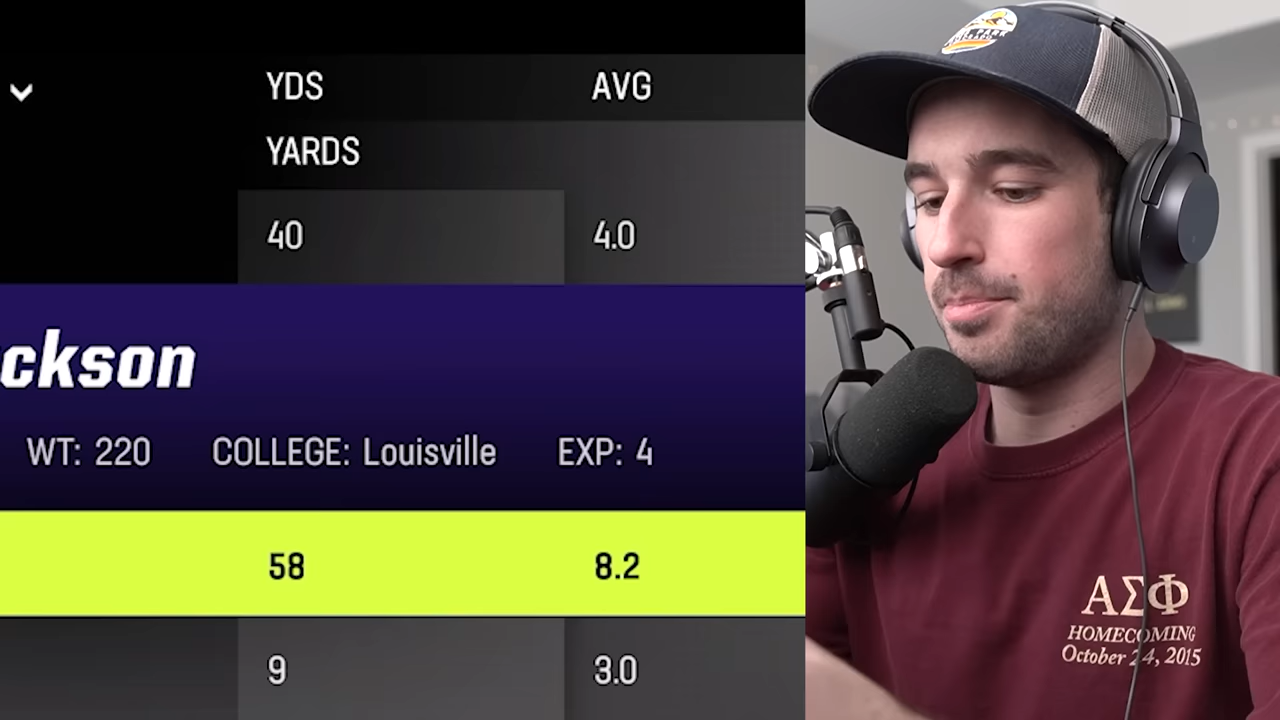 YDS AVG
YARDS
40 4.0
ckson
WT: 220 COLLEGE: Louisville EXP: 4
58 8.2
9 3.0
ΑΣΦ
HOMECOMING
October 24, 2015